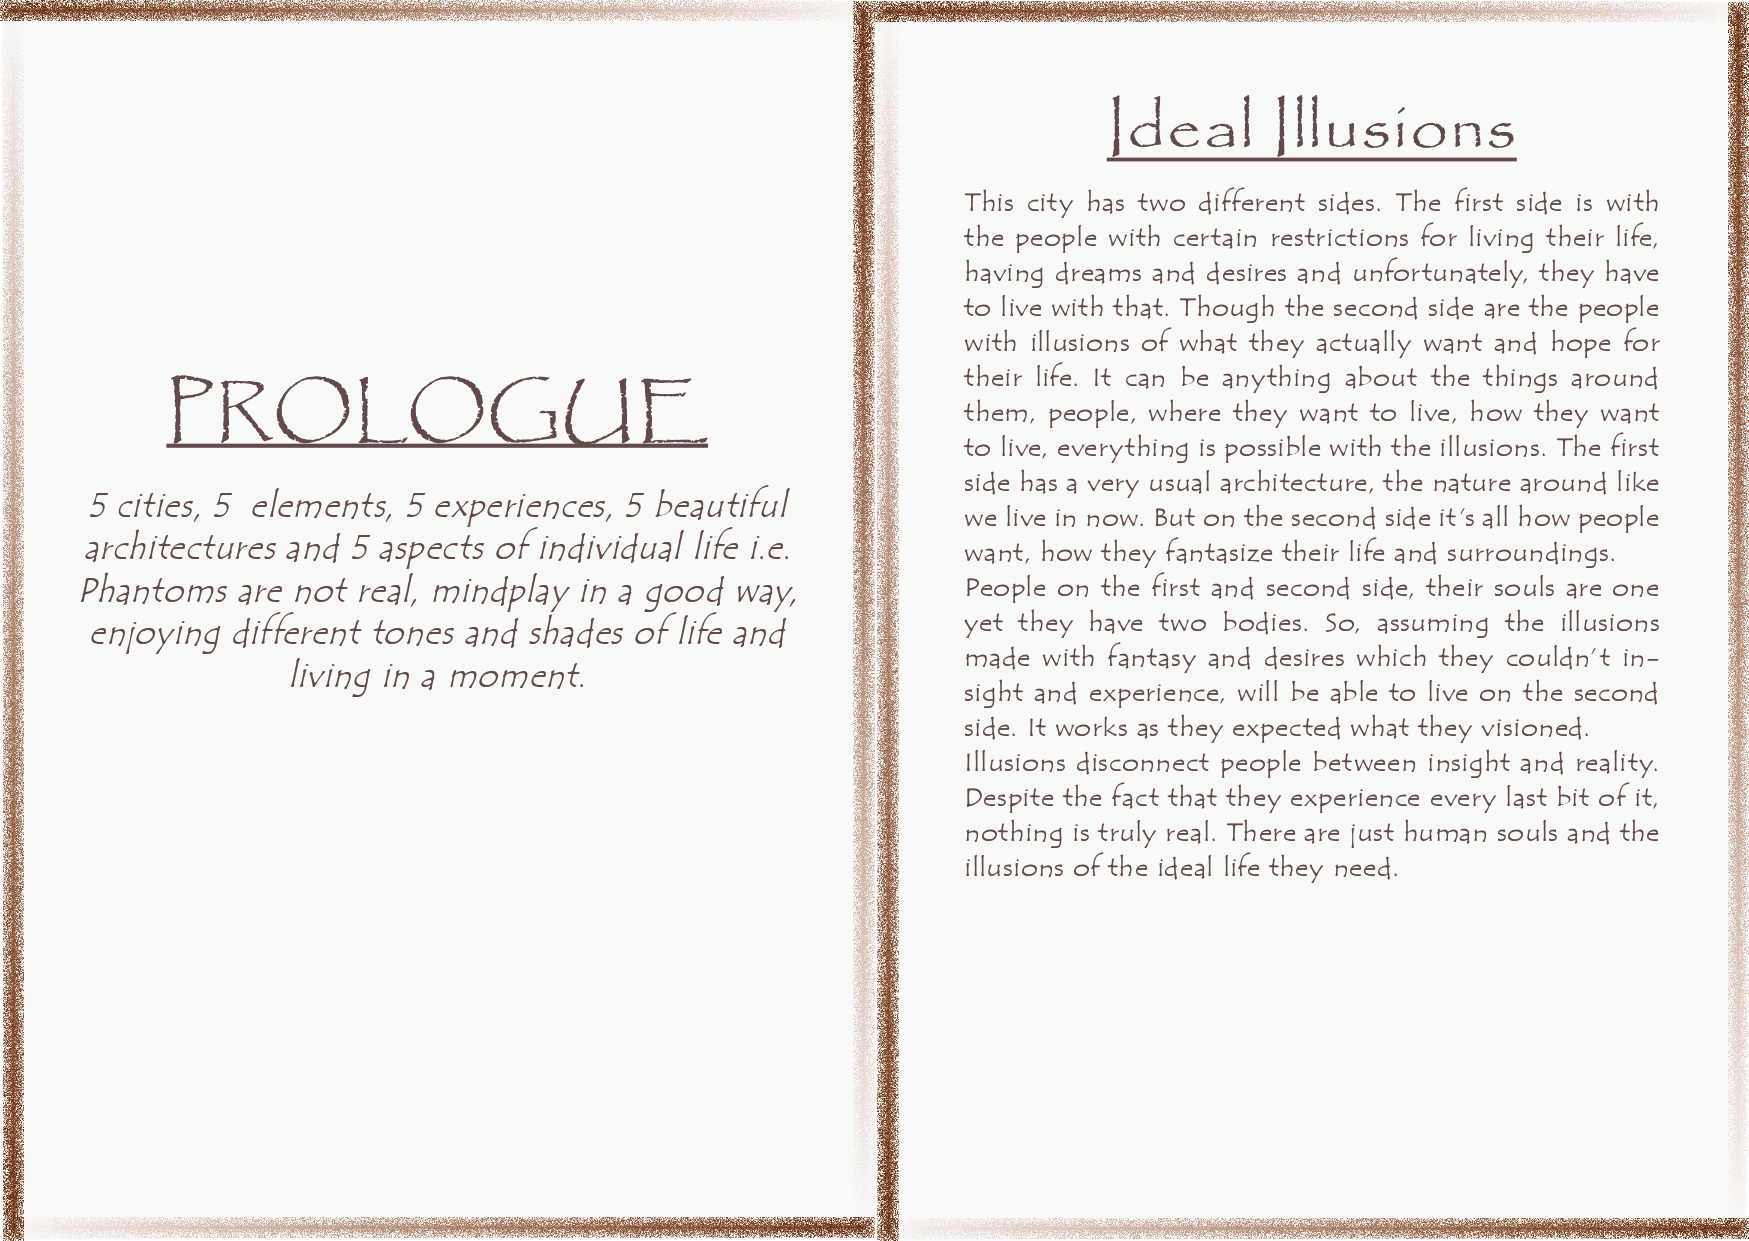 PROLOGUE
5 cities, 5 elements, 5 experiences, 5 beautiful
architectures and 5 aspects of individual life i.e.
Phantoms are not real, mindplay in a good way,
enjoying different tones and shades of life and
living in a moment.
Ideal Illusions
This city has two different sides. The first side is with
the people with certain restrictions for living their life,
having dreams and desires and unfortunately, they have
to live with that. Though the second side are the people
with illusions of what they actually want and hope for
their life. It can be anything about the things around
them, people, where they want to live, how they want
to live, everything is possible with the illusions. The first
side has a very usual architecture, the nature around like
we live in now. But on the second side it's all how people
want, how they fantasize their life and surroundings.
People on the first and second side, their souls are one
yet they have two bodies. So, assuming the illusions
made with fantasy and desires which they couldn't in-
sight and experience, will be able to live on the second
side. It works as they expected what they visioned.
Illusions disconnect people between insight and reality.
Despite the fact that they experience every last bit of it,
nothing is truly real. There are just human souls and the
illusions of the ideal life they need.